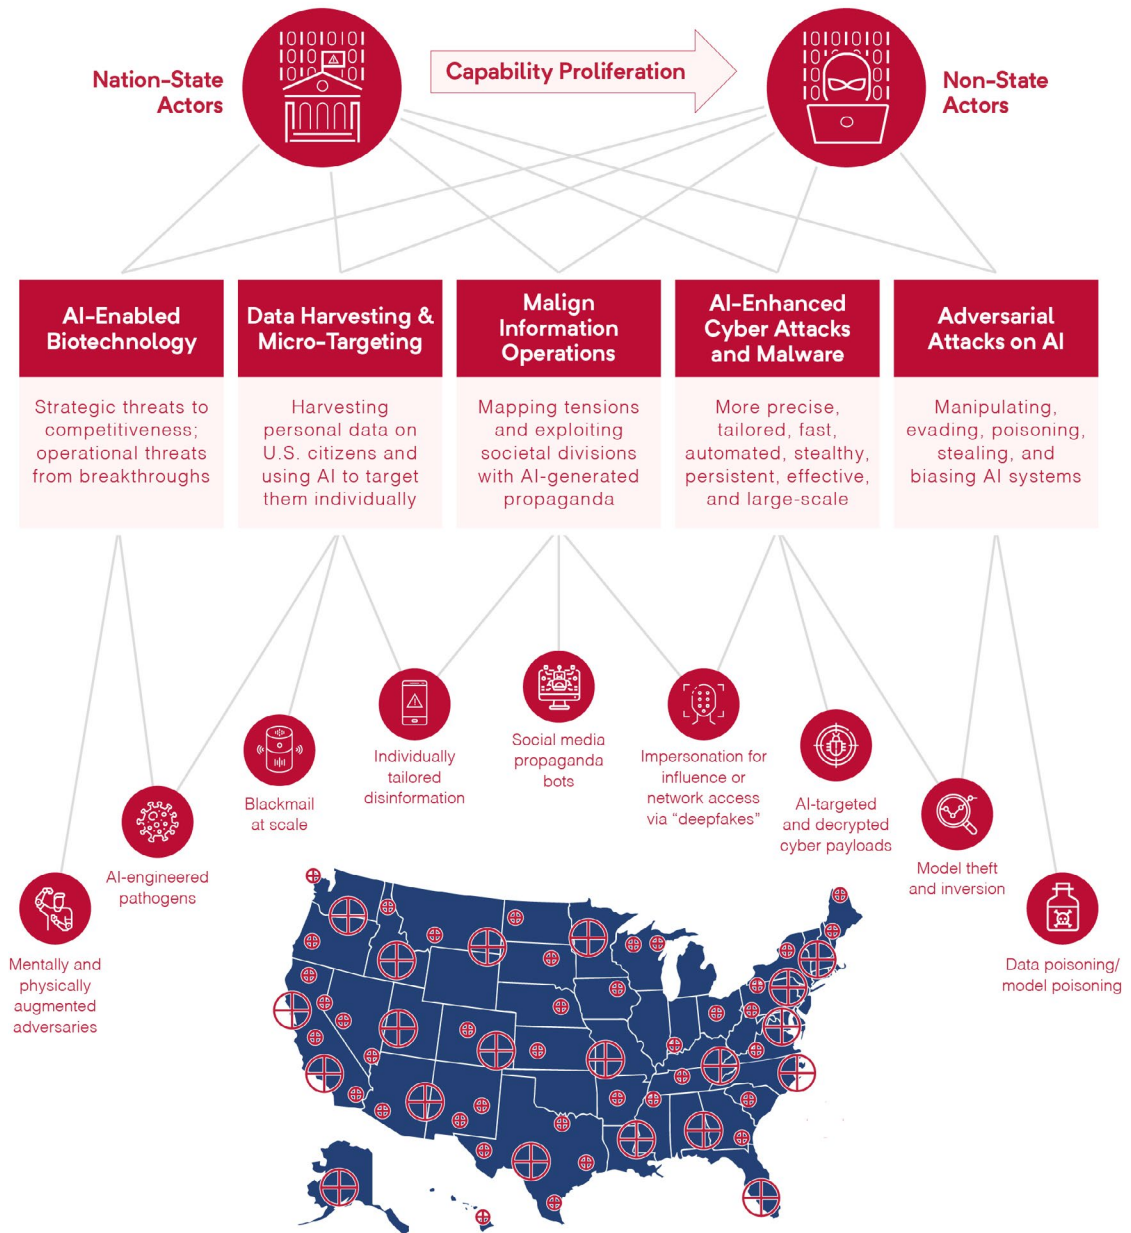 Nation-State
Actors
Capability Proliferation
Non-State
Actors
AI-Enabled
Biotechnology
Strategic threats to
competitiveness;
operational threats
from breakthroughs
Data Harvesting &
Micro-Targeting
Harvesting
personal data on
U.S. citizens and
using AI to target
them individually
Malign
Information
Operations
Mapping tensions
and exploiting
societal divisions
with AI-generated
propaganda
AI-Enhanced
Cyber Attacks
and Malware
More precise,
tailored, fast,
automated, stealthy,
persistent, effective,
and large-scale
Adversarial
Attacks on AI
Manipulating,
evading, poisoning,
stealing, and
biasing AI systems
Mentally and
physically
augmented
adversaries
AI-engineered
pathogens
Blackmail
at scale
Individually
tailored
disinformation
Social media
propaganda
bots
Impersonation for
influence or
network access
via “deepfakes”
AI-targeted
and decrypted
cyber payloads
Model theft
and inversion
Data poisoning/
model poisoning